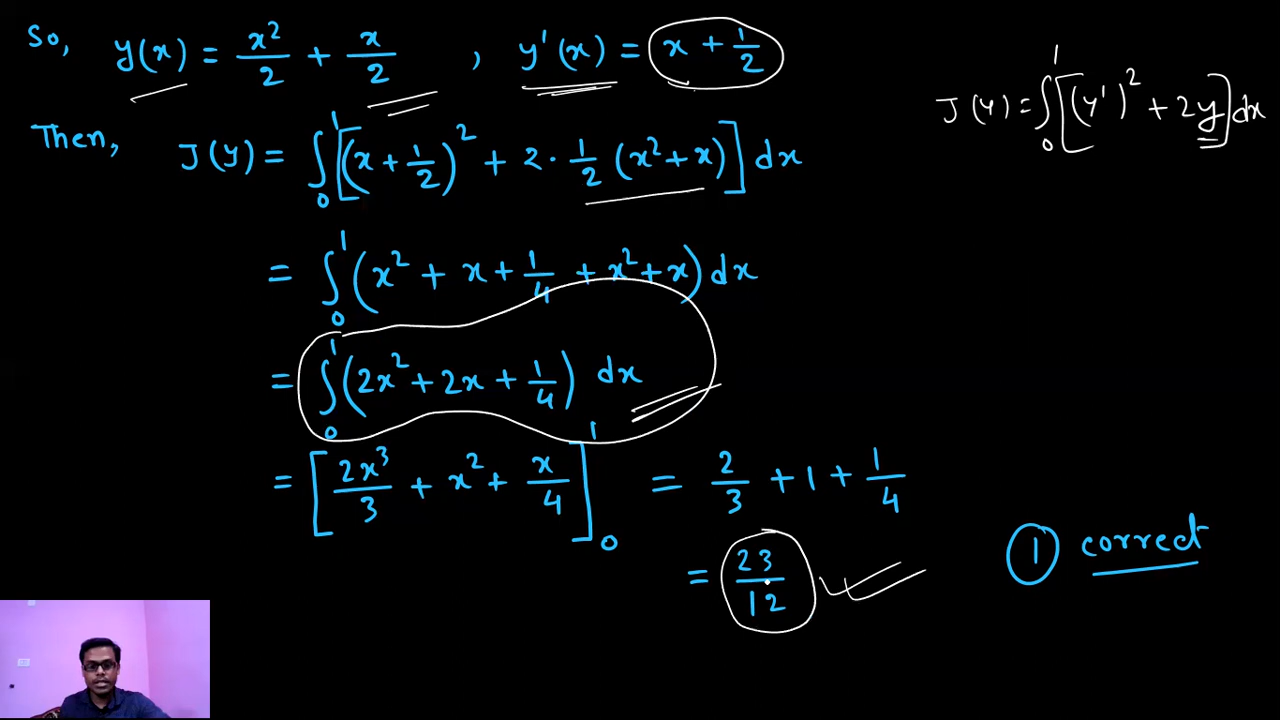 So, y(x) = x²/2 + x/2 , y'(x) = x + 1/2
J(y) = ∫₀¹ [(y')² + 2y] dx
Then, J(y) = ∫₀¹ [(x + 1/2)² + 2 · 1/2 (x² + x)] dx
= ∫₀¹ (x² + x + 1/4 + x² + x) dx
= ∫₀¹ (2x² + 2x + 1/4) dx
= [2x³/3 + x² + x/4]₀¹ = 2/3 + 1 + 1/4
= 23/12
① correct